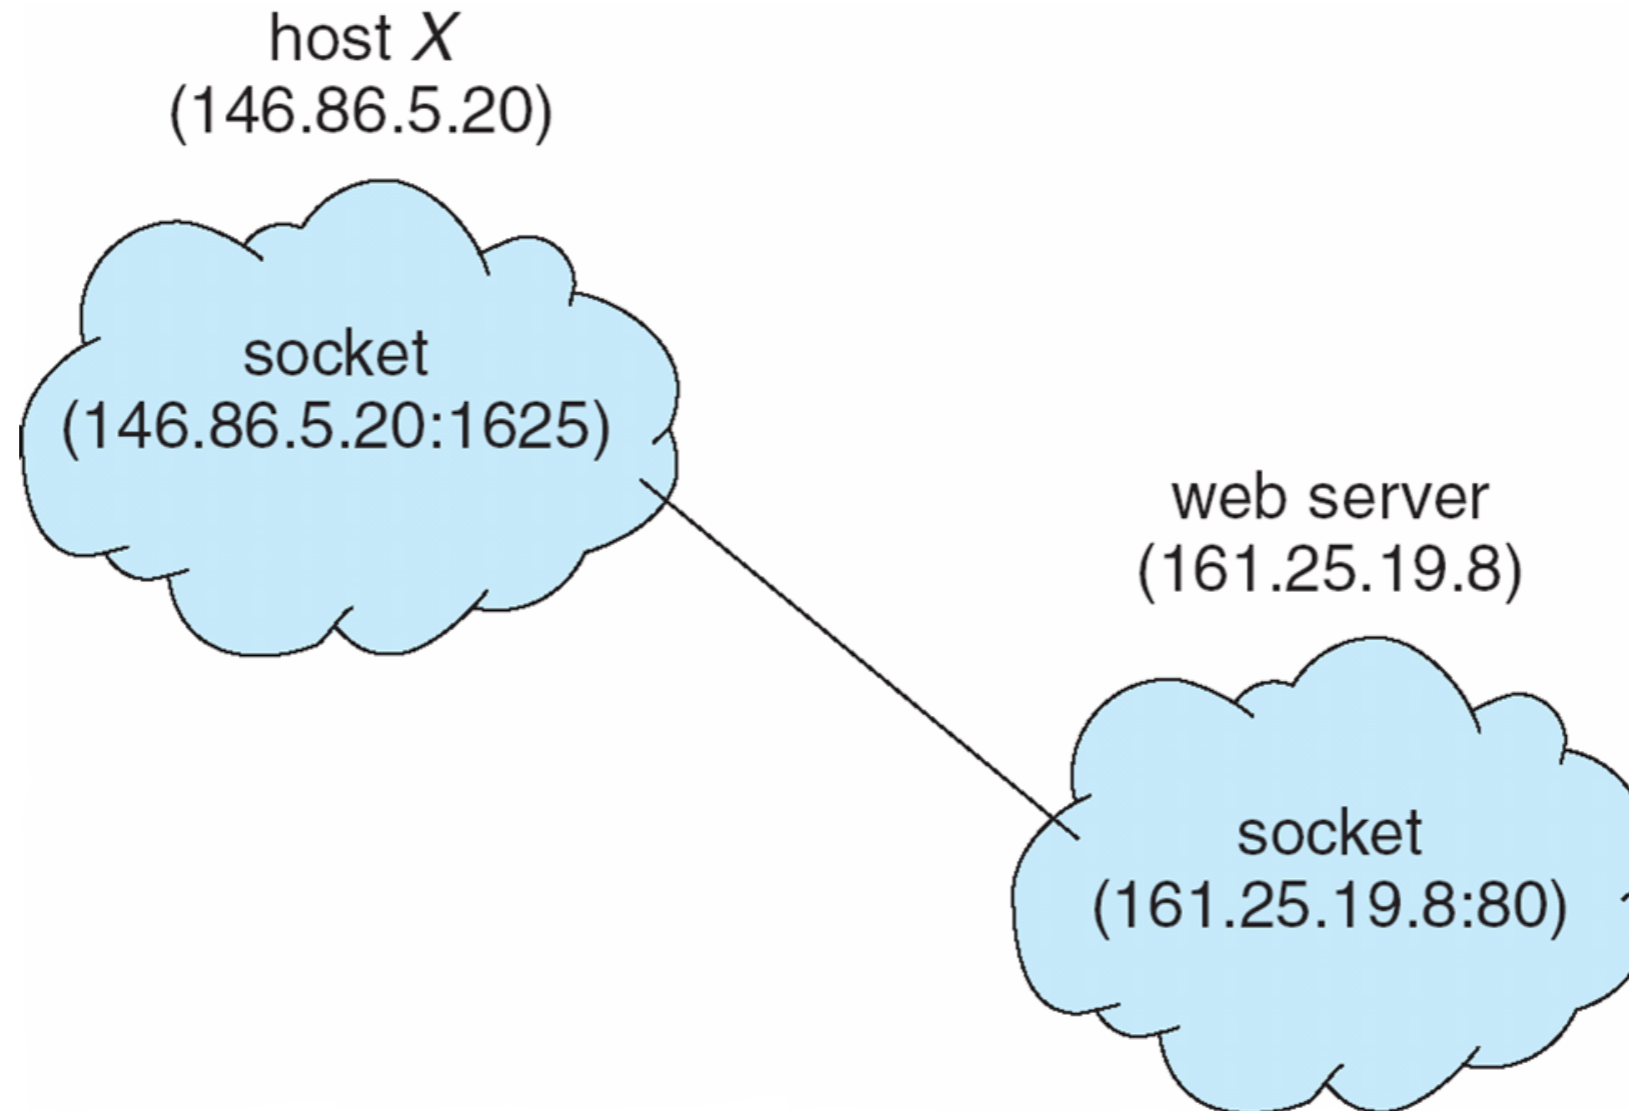 host X
(146.86.5.20)
socket
(146.86.5.20:1625)
web server
(161.25.19.8)
socket
(161.25.19.8:80)